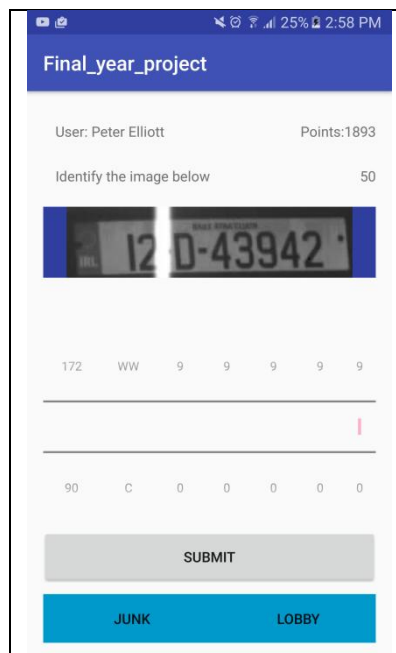 25% 2:58 PM
Final_year_project
User: Peter Elliott Points:1893
Identify the image below 50
IRL 12-D-43942
172 WW 9 9 9 9 9
90 C 0 0 0 0 0
SUBMIT
JUNK LOBBY